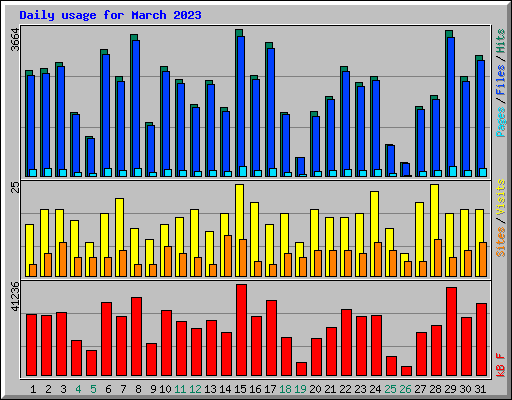 Daily usage for March 2023
3664
Pages / Files / Hits
25
Sites / Visits
41236
kB F
1 2 3 4 5 6 7 8 9 10 11 12 13 14 15 16 17 18 19 20 21 22 23 24 25 26 27 28 29 30 31